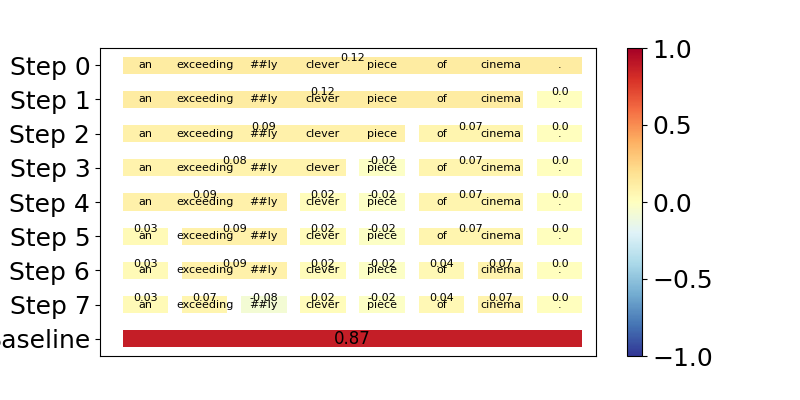 1.0
Step 0 0.12
an exceeding ##ly clever piece of cinema .
Step 1 0.12 0.0
an exceeding ##ly clever piece of cinema .
Step 2 0.09 0.07 0.0
an exceeding ##ly clever piece of cinema .
Step 3 0.08 -0.02 0.07 0.0
an exceeding ##ly clever piece of cinema .
Step 4 0.09 0.02 -0.02 0.07 0.0
an exceeding ##ly clever piece of cinema .
Step 5 0.03 0.09 0.02 -0.02 0.07 0.0
an exceeding ##ly clever piece of cinema .
Step 6 0.03 0.09 0.02 -0.02 0.04 0.07 0.0
an exceeding ##ly clever piece of cinema .
Step 7 0.03 0.07 -0.08 0.02 -0.02 0.04 0.07 0.0
an exceeding ##ly clever piece of cinema .
aseline 0.87
0.5
0.0
−0.5
−1.0